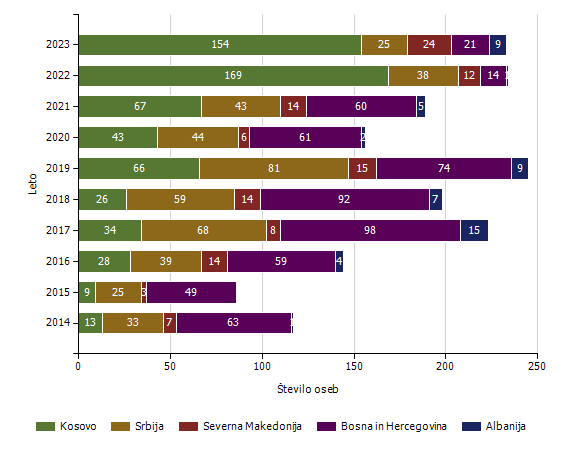 2023 154 25 24 21 9
2022 169 38 12 14 1
2021 67 43 14 60 5
2020 43 44 6 61 2
2019 66 81 15 74 9
2018 26 59 14 92 7
2017 34 68 8 98 15
2016 28 39 14 59 4
2015 9 25 3 49
2014 13 33 7 63 1
Leto
0 50 100 150 200 250
Število oseb
Kosovo Srbija Severna Makedonija Bosna in Hercegovina Albanija